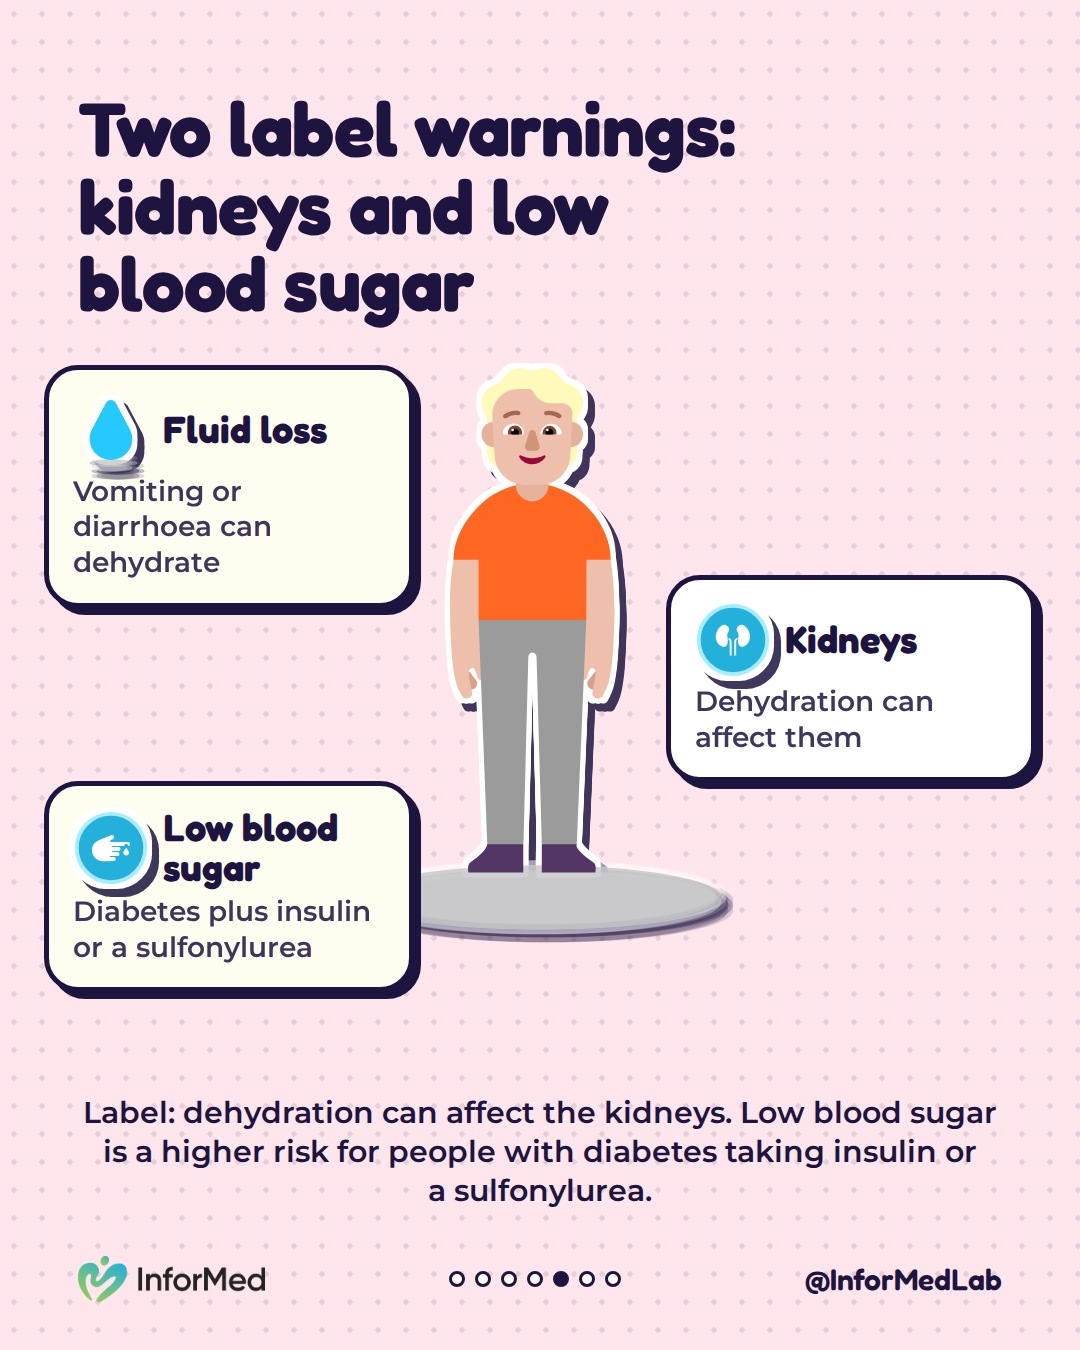 Two label warnings:
kidneys and low
blood sugar
Fluid loss
Vomiting or
diarrhoea can
dehydrate
Kidneys
Dehydration can
affect them
Low blood
sugar
Diabetes plus insulin
or a sulfonylurea
Label: dehydration can affect the kidneys. Low blood sugar
is a higher risk for people with diabetes taking insulin or
a sulfonylurea.
InforMed
@InforMedLab